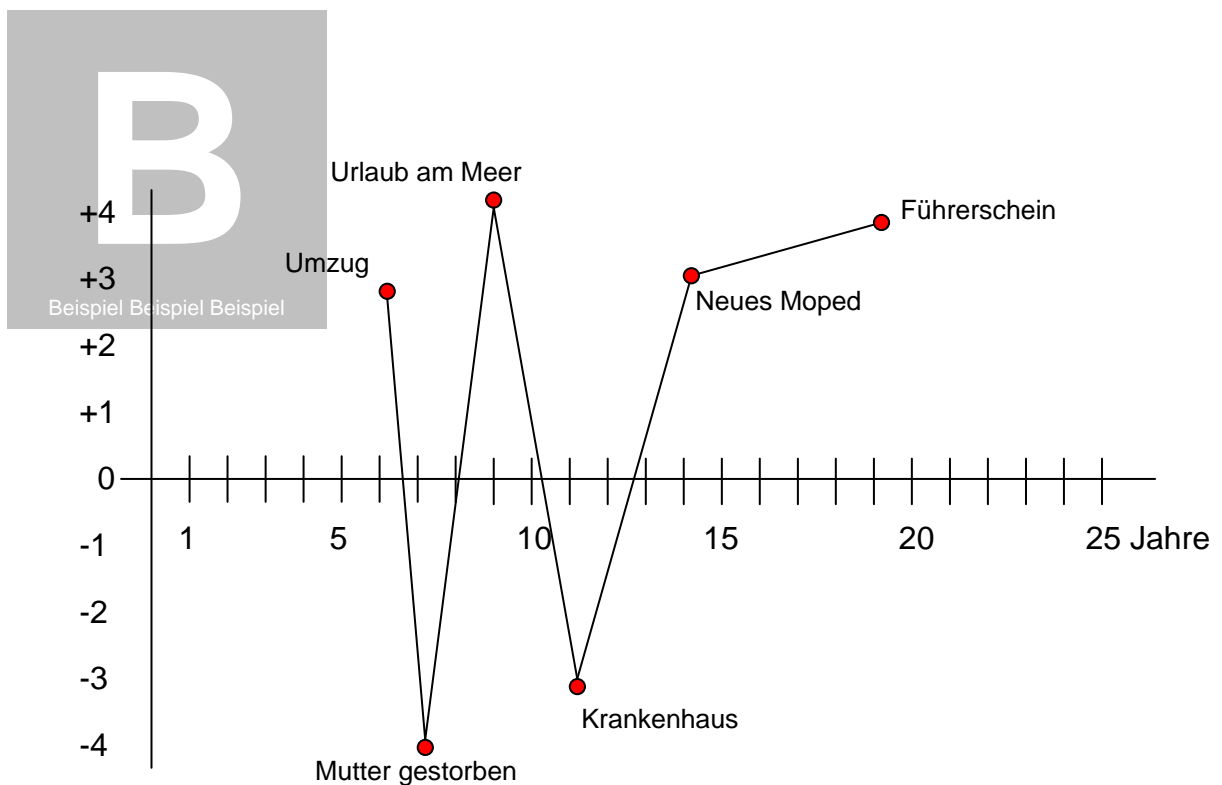 B
Urlaub am Meer
+4
Führerschein
Umzug
+3
Neues Moped
Beispiel Beispiel Beispiel
+2
+1
0
1 5 10 15 20 25 Jahre
-1
-2
-3
Krankenhaus
-4
Mutter gestorben